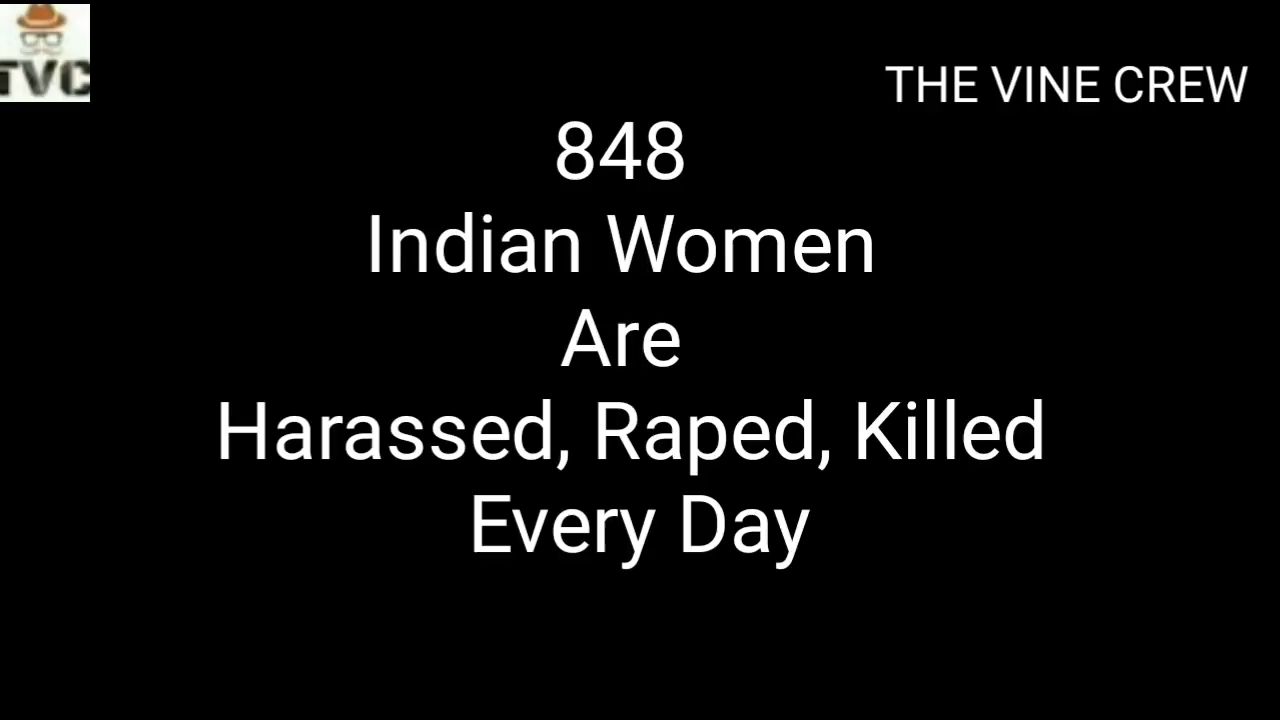 TVC
THE VINE CREW
848
Indian Women
Are
Harassed, Raped, Killed
Every Day